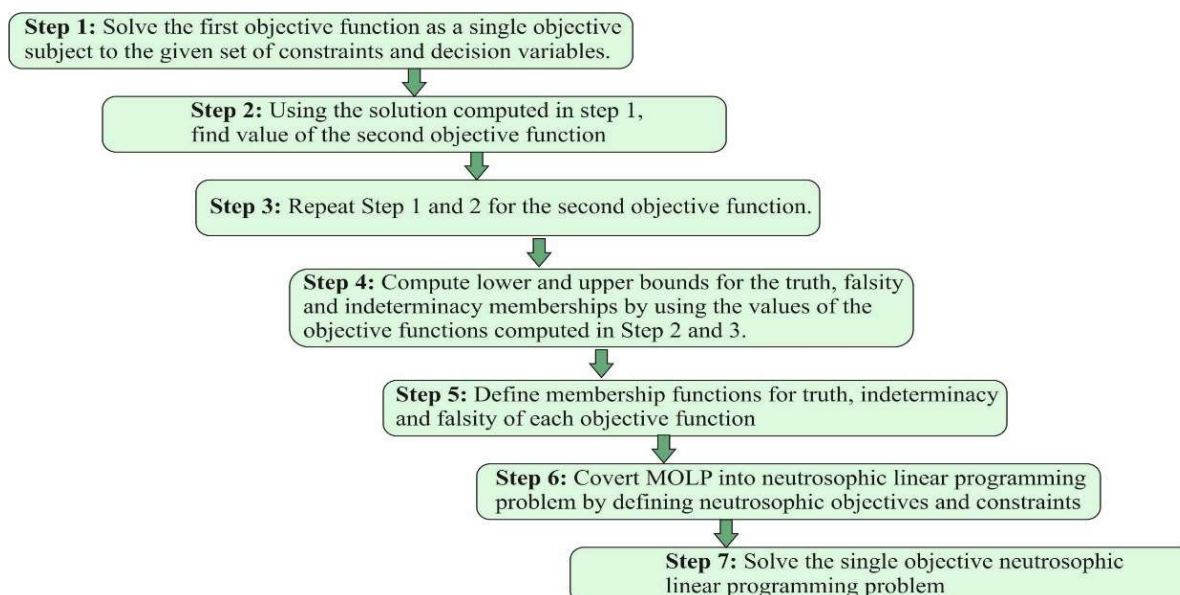 Step 1: Solve the first objective function as a single objective
subject to the given set of constraints and decision variables.
Step 2: Using the solution computed in step 1,
find value of the second objective function
Step 3: Repeat Step 1 and 2 for the second objective function.
Step 4: Compute lower and upper bounds for the truth, falsity
and indeterminacy memberships by using the values of the
objective functions computed in Step 2 and 3.
Step 5: Define membership functions for truth, indeterminacy
and falsity of each objective function
Step 6: Covert MOLP into neutrosophic linear programming
problem by defining neutrosophic objectives and constraints
Step 7: Solve the single objective neutrosophic
linear programming problem